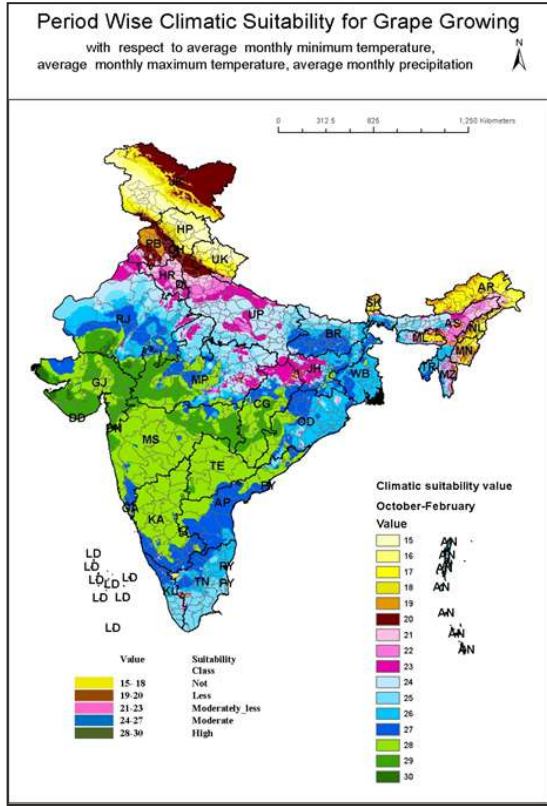 Period Wise Climatic Suitability for Grape Growing
with respect to average monthly minimum temperature,
average monthly maximum temperature, average monthly precipitation
N
0 312.5 625 1,250 Kilometers
HP
PB
CH
UK
HR
DL
SK
AR
RJ
UP
BR
AS
NL
ML
MN
TR
MZ
GJ
MP
JH
WB
CG
OD
DD
DN
MS
TE
PY
AP
GA
KA
LD
LD
LD
LD
LD
LD
LD
LD
PY
TN
PY
KL
Climatic suitability value
October-February
Value
15
16
17
18
19
20
21
22
23
24
25
26
27
28
29
30
AN
AN
AN
AN
AN
AN
AN
Value Suitability Class
15- 18 Not
19-20 Less
21-23 Moderately_less
24-27 Moderate
28-30 High